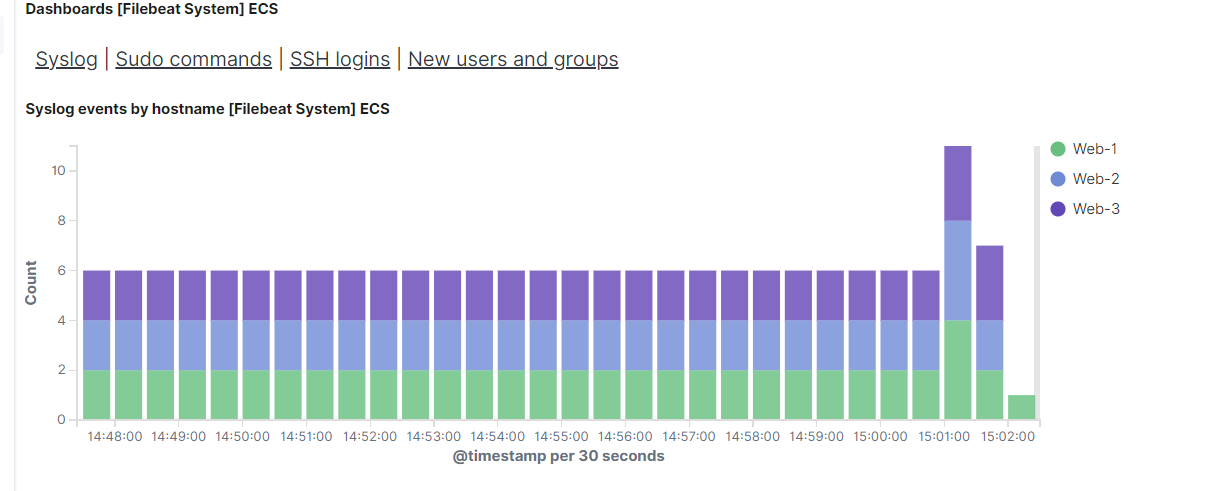 Dashboards [Filebeat System] ECS
Syslog | Sudo commands | SSH logins | New users and groups
Syslog events by hostname [Filebeat System] ECS
Count
10
8
6
4
2
0
14:48:00 14:49:00 14:50:00 14:51:00 14:52:00 14:53:00 14:54:00 14:55:00 14:56:00 14:57:00 14:58:00 14:59:00 15:00:00 15:01:00 15:02:00
@timestamp per 30 seconds
Web-1
Web-2
Web-3